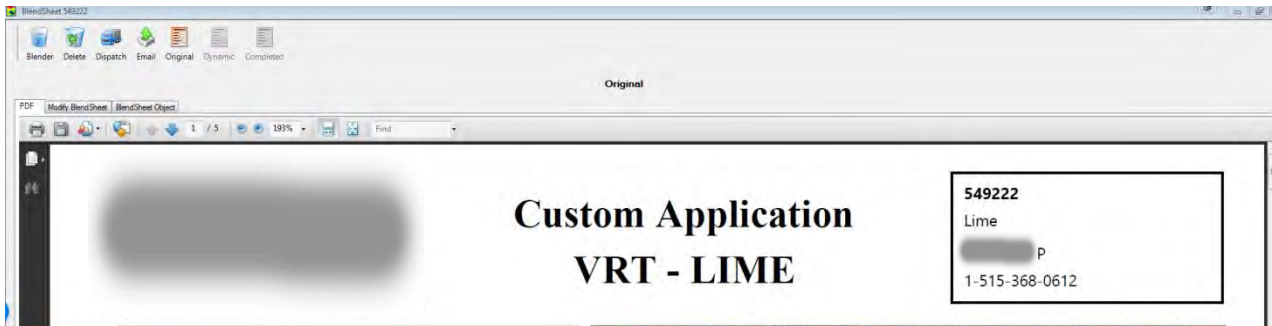 BlendSheet 549222
Blender Delete Dispatch Email Original Dynamic Completed
Original
PDF Modify BlendSheet BlendSheet Object
1 / 5 193% Find
Custom Application
VRT - LIME
549222
Lime
P
1-515-368-0612